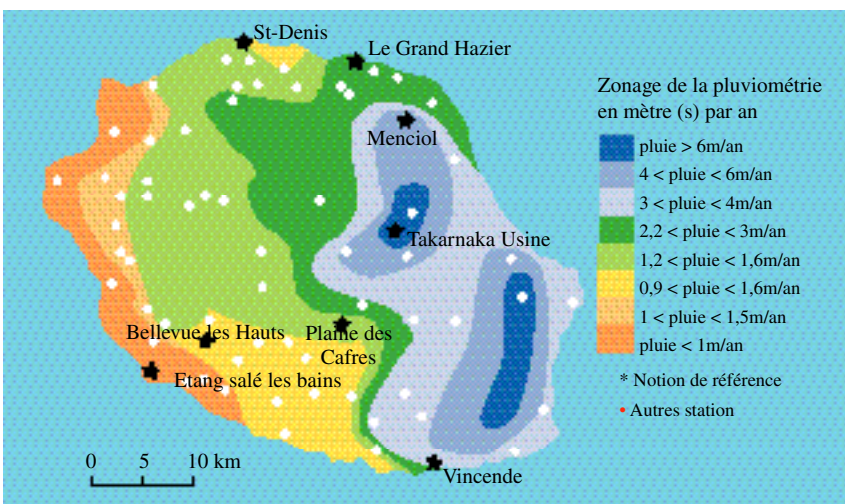 St-Denis
Le Grand Hazier
Menciol
Takarnaka Usine
Bellevue les Hauts
Plaine des
Cafres
Etang salé les bains
Vincende
0 5 10 km
Zonage de la pluviométrie
en mètre (s) par an
pluie > 6m/an
4 < pluie < 6m/an
3 < pluie < 4m/an
2,2 < pluie < 3m/an
1,2 < pluie < 1,6m/an
0,9 < pluie < 1,6m/an
1 < pluie < 1,5m/an
pluie < 1m/an
* Notion de référence
• Autres station